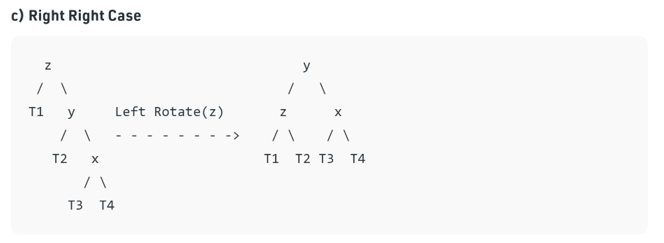 c) Right Right Case
   z                                y
  /  \                            /   \
 T1   y     Left Rotate(z)       z      x
     /  \   - - - - - - - ->    / \    / \
    T2   x                     T1  T2 T3  T4
        / \
      T3  T4